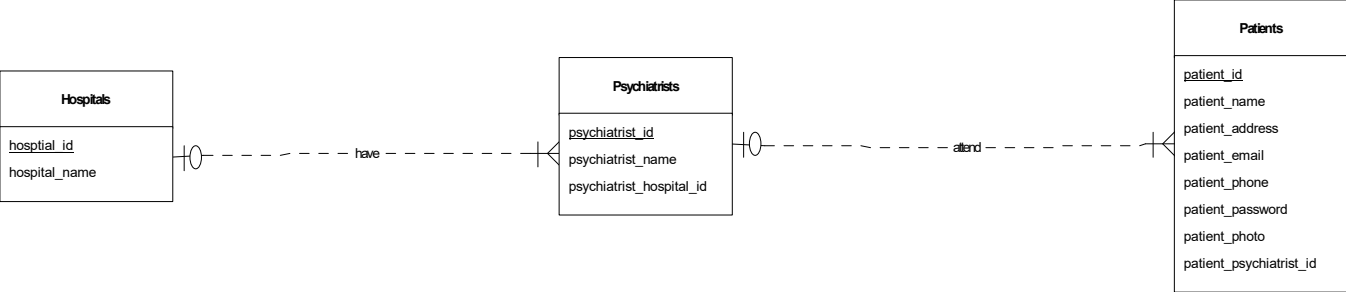 Hospitals
hosptial_id
hospital_name
have
Psychiatrists
psychiatrist_id
psychiatrist_name
psychiatrist_hospital_id
attend
Patients
patient_id
patient_name
patient_address
patient_email
patient_phone
patient_password
patient_photo
patient_psychiatrist_id